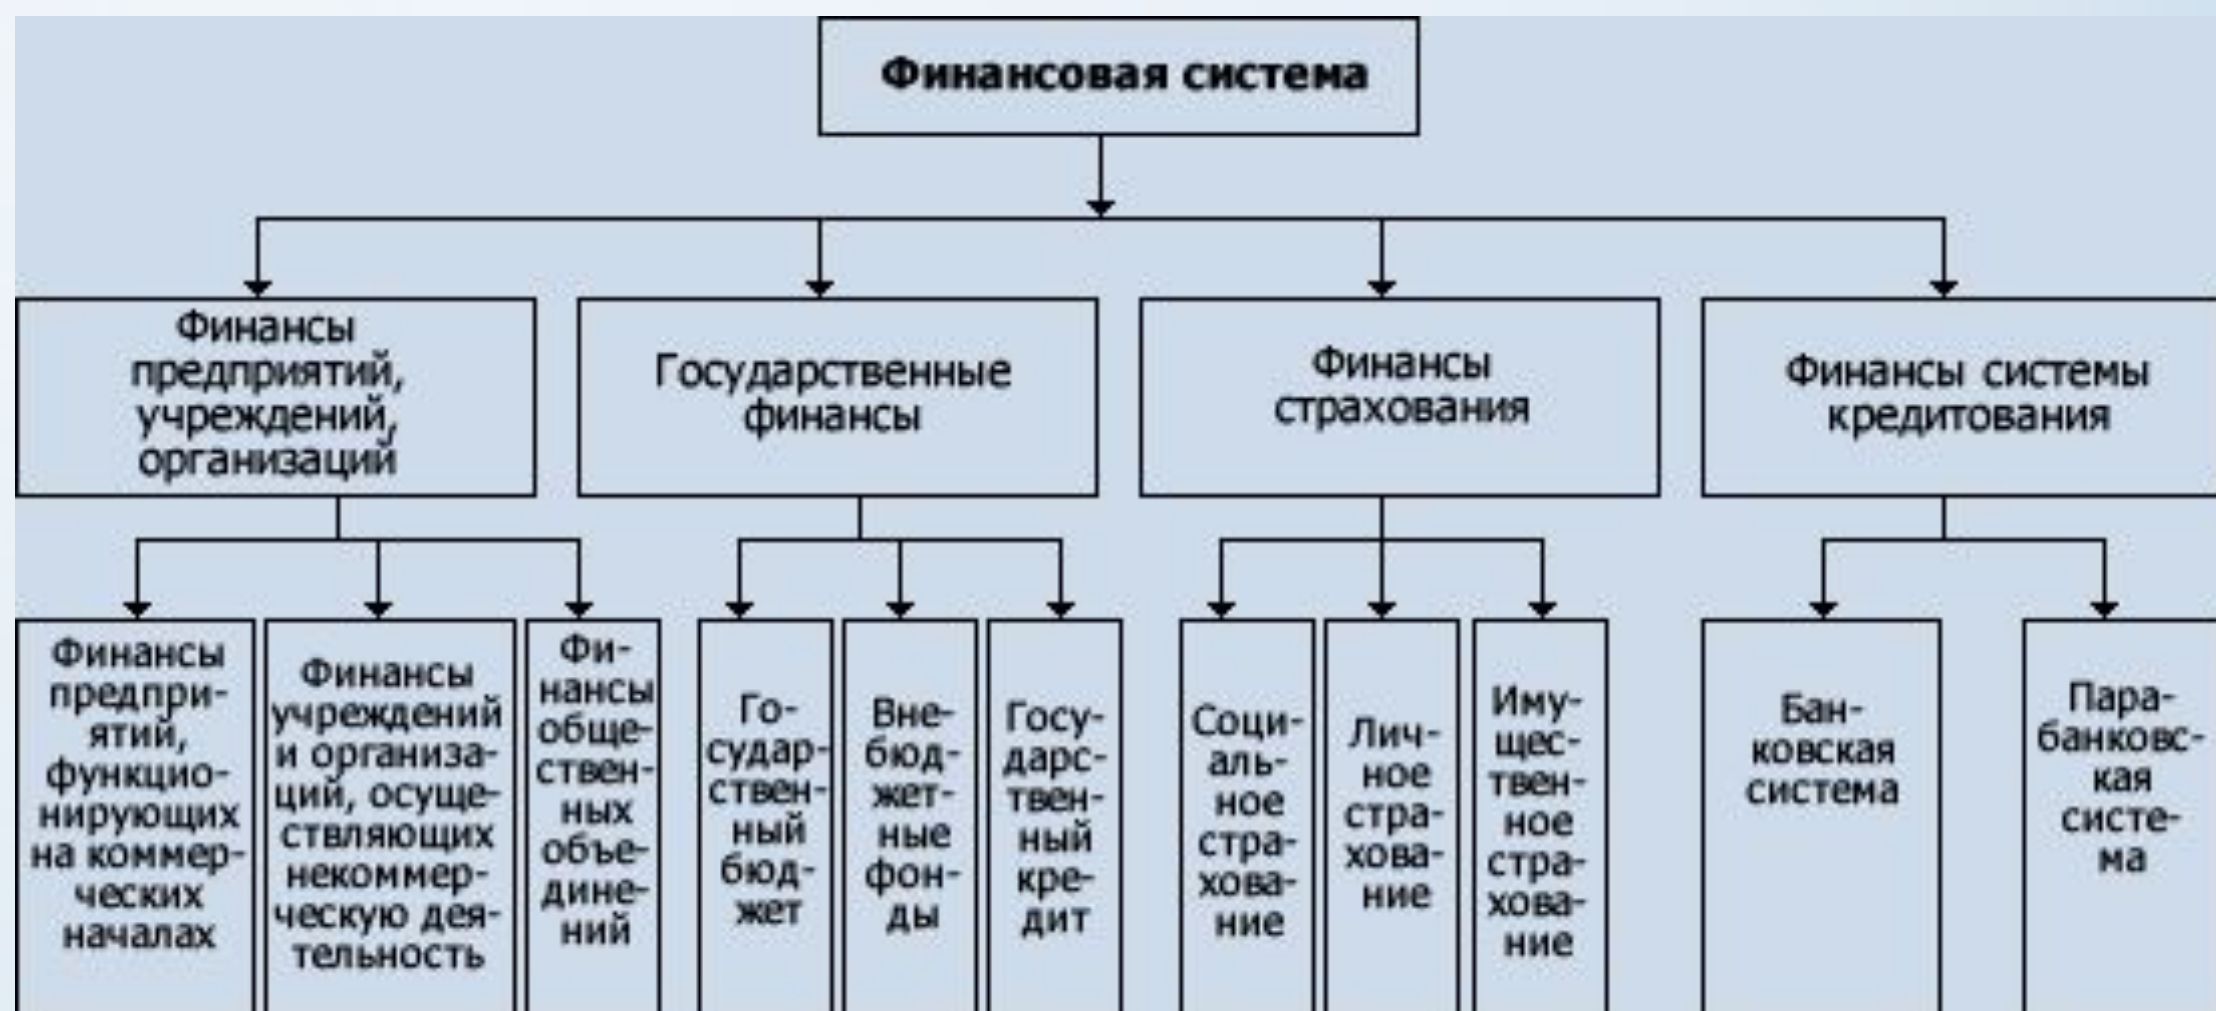 Финансовая система
Финансы
предприятий,
учреждений,
организаций
Государственные
финансы
Финансы
страхования
Финансы системы
кредитования
Финансы
предпри-
ятий,
функцио-
нирующих
на коммер-
ческих
началах
Финансы
учреждений
и организа-
ций, осуще-
ствляющих
некоммер-
ческую дея-
тельность
Фи-
нансы
обще-
ствен-
ных
объе-
дине-
ний
Го-
судар-
ствен-
ный
бюд-
жет
Вне-
бюд-
жет-
ные
фон-
ды
Госу-
дарс-
твен-
ный
кре-
дит
Соци-
аль-
ное
стра-
хова-
ние
Лич-
ное
стра-
хова-
ние
Иму-
щес-
твен-
ное
стра-
хова-
ние
Бан-
ковская
система
Пара-
банковс-
кая
систе-
ма